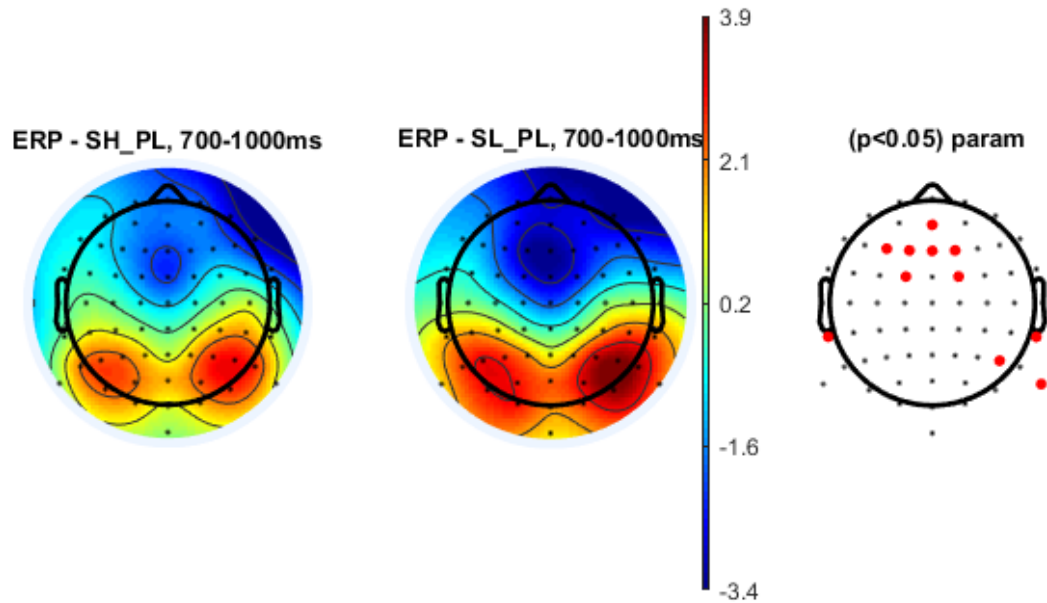 3.9
ERP - SH_PL, 700-1000ms
ERP - SL_PL, 700-1000ms
2.1
(p<0.05) param
0.2
-1.6
-3.4